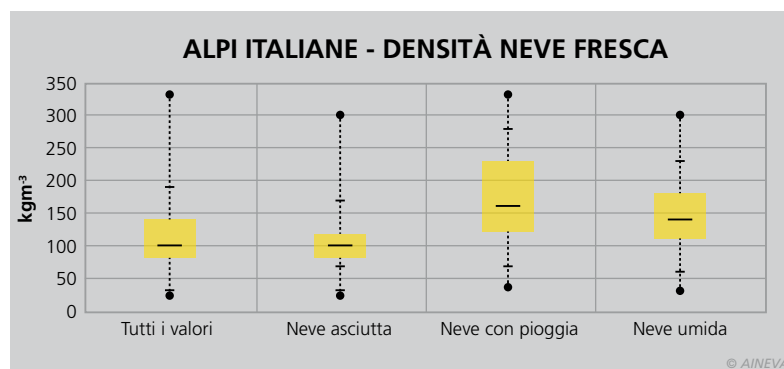 ALPI ITALIANE - DENSITÀ NEVE FRESCA
kgm-³
350
300
250
200
150
100
50
0
Tutti i valori Neve asciutta Neve con pioggia Neve umida
© AINEVA